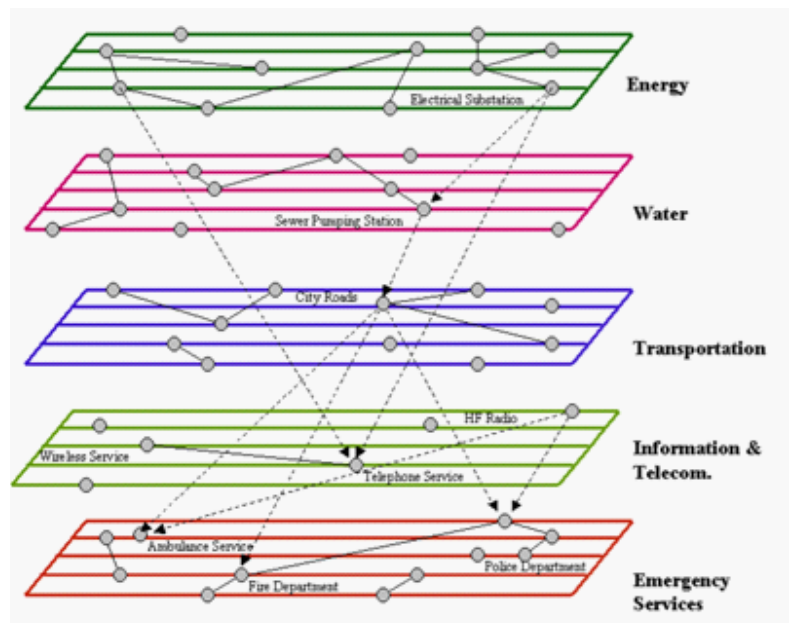 Electrical Substation
Energy
Sewer Pumping Station
Water
City Roads
Transportation
HF Radio
Wireless Service
Telephone Service
Information &
Telecom.
Ambulance Service
Police Department
Fire Department
Emergency
Services